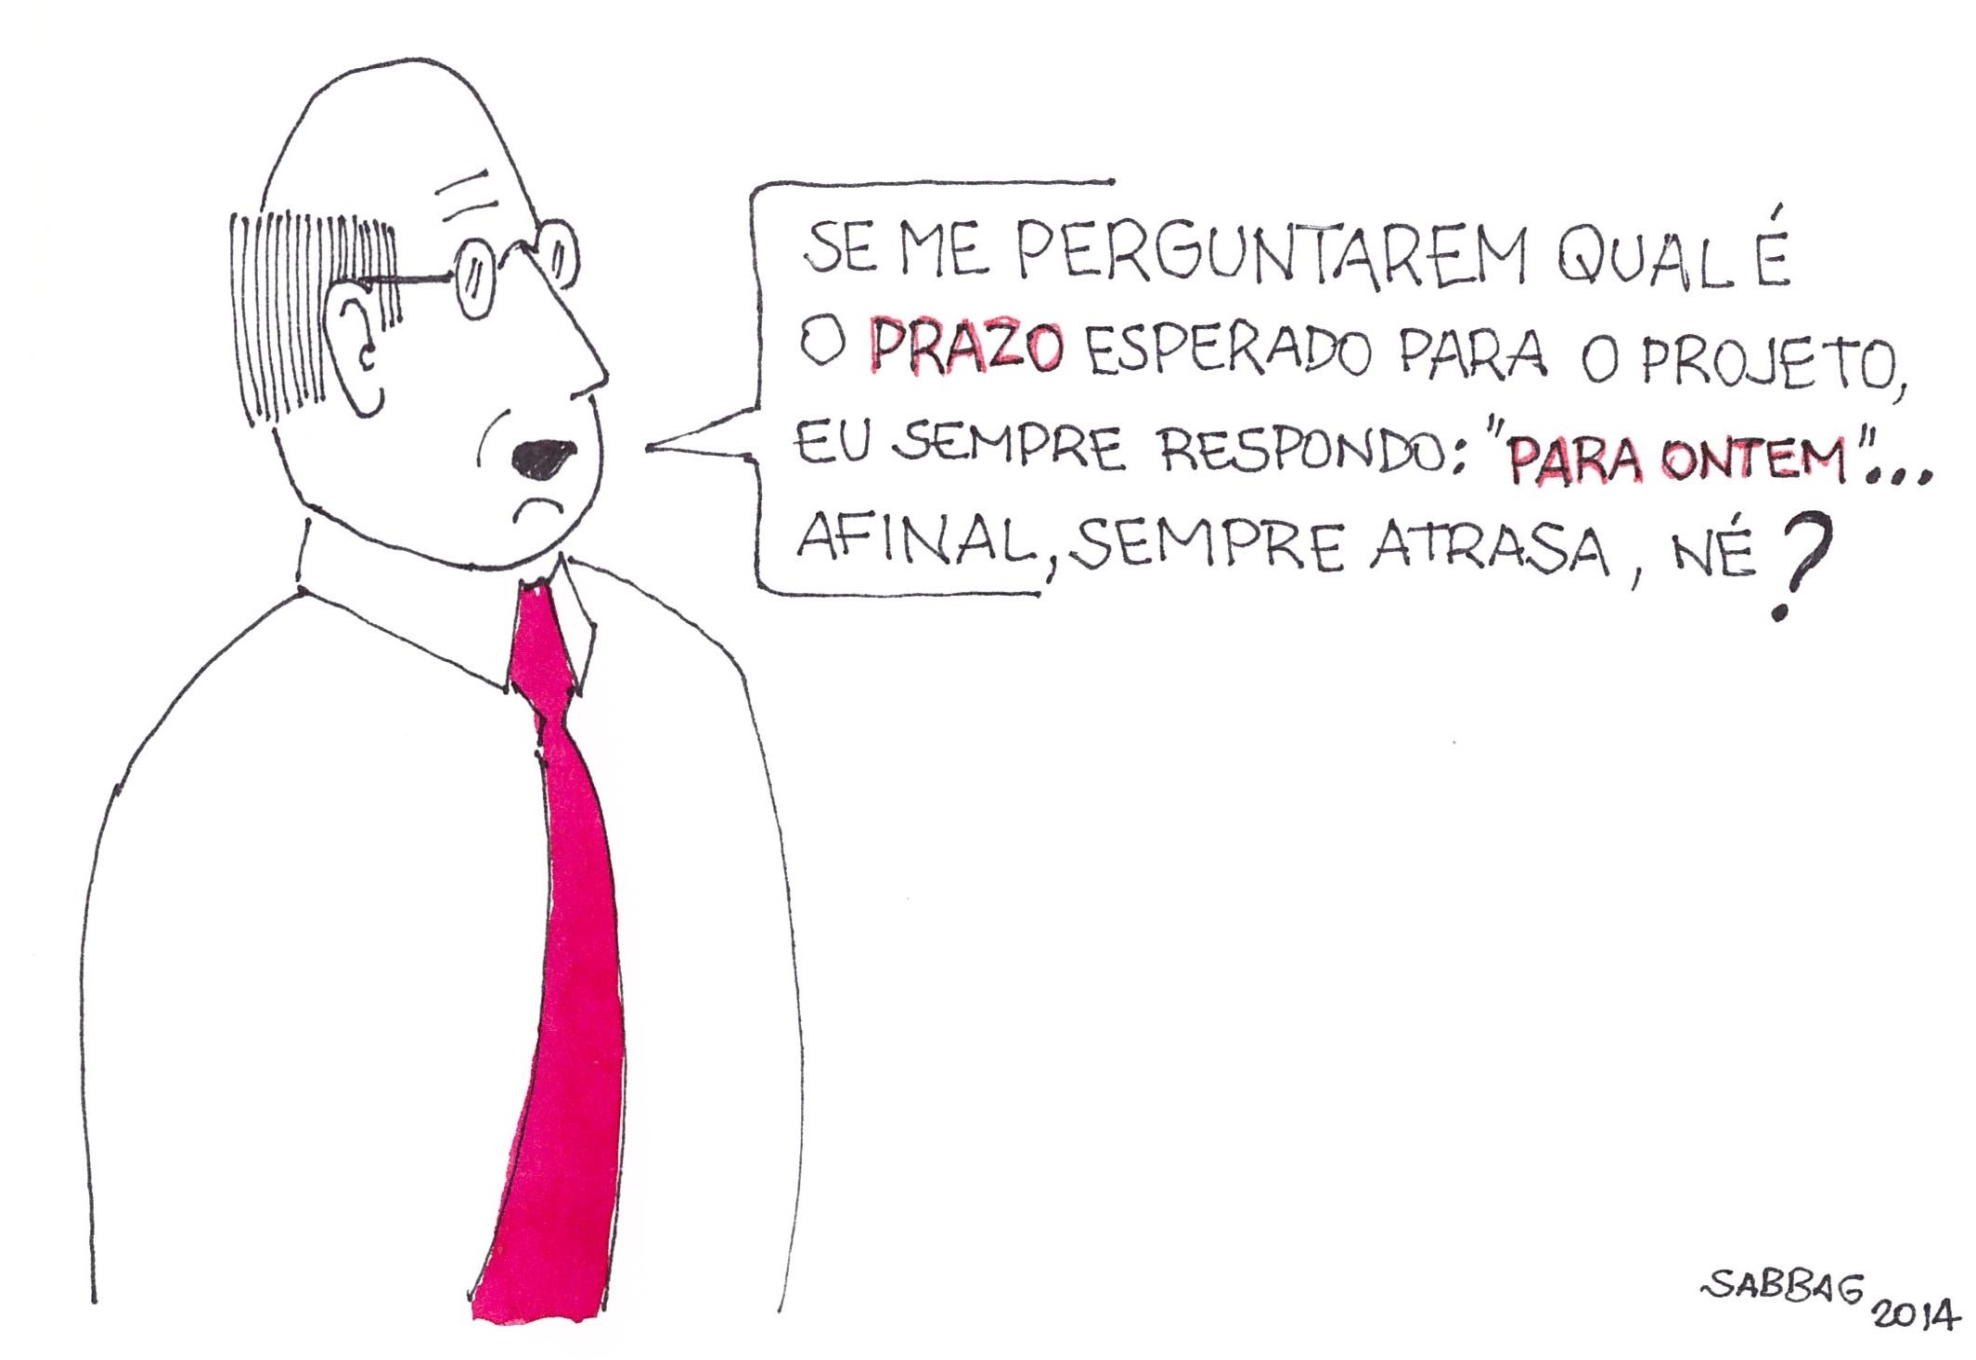 SE ME PERGUNTAREM QUAL É
O PRAZO ESPERADO PARA O PROJETO,
EU SEMPRE RESPONDO: "PARA ONTEM"...
AFINAL, SEMPRE ATRASA, NÉ?
SABBAG
2014